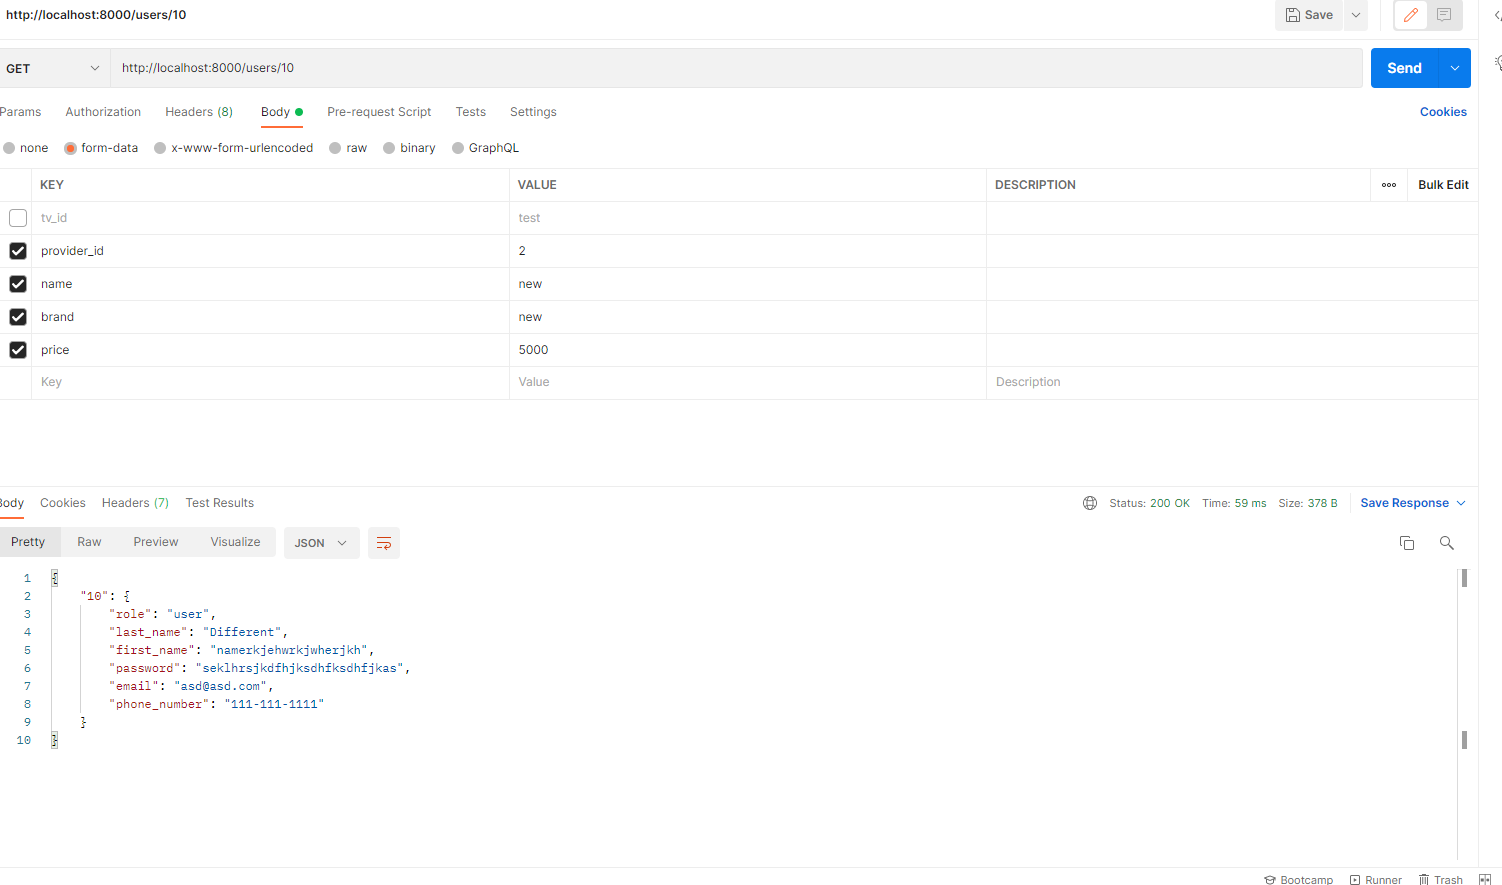 http://localhost:8000/users/10
Save
GET http://localhost:8000/users/10 Send
Params Authorization Headers (8) Body Pre-request Script Tests Settings Cookies
none form-data x-www-form-urlencoded raw binary GraphQL
KEY VALUE DESCRIPTION ooo Bulk Edit
tv_id test
provider_id 2
name new
brand new
price 5000
Key Value Description
Body Cookies Headers (7) Test Results Status: 200 OK Time: 59 ms Size: 378 B Save Response
Pretty Raw Preview Visualize JSON
1 {
2 "10": {
3 "role": "user",
4 "last_name": "Different",
5 "first_name": "namerkjehwrkjwherjkh",
6 "password": "seklhrsjkdfhjksdhfksdhfjkas",
7 "email": "asd@asd.com",
8 "phone_number": "111-111-1111"
9 }
10 }
Bootcamp Runner Trash